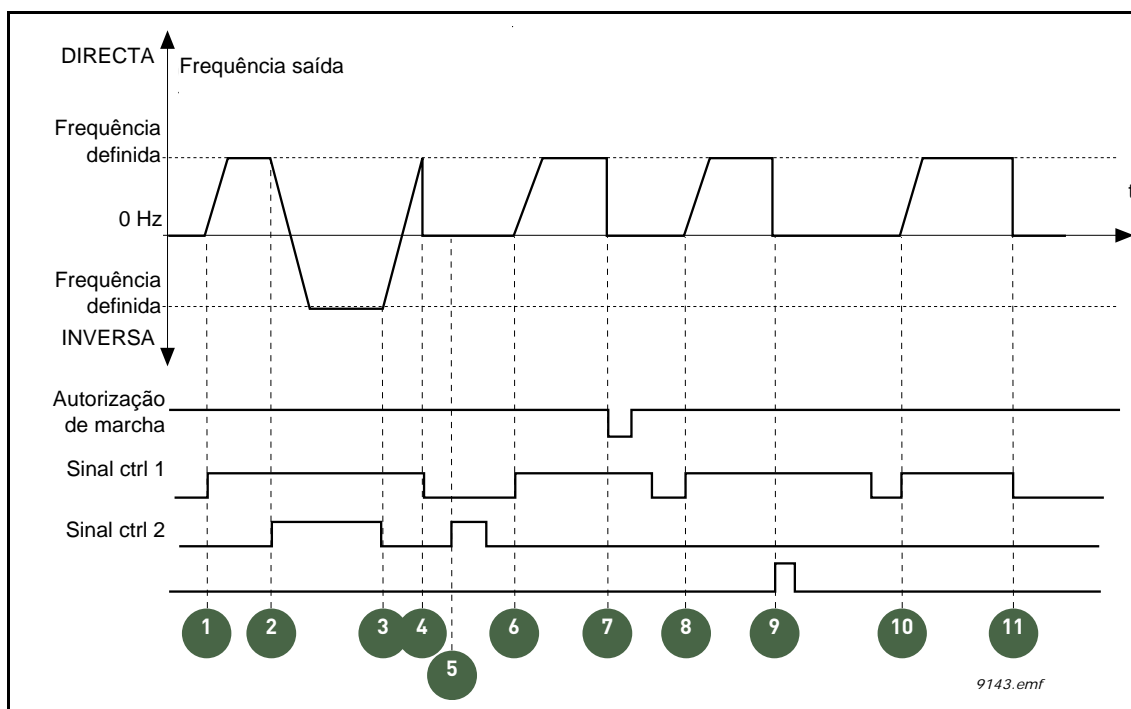 DIRECTA
Frequência saída
Frequência
definida
t
0 Hz
Frequência
definida
INVERSA
Autorização
de marcha
Sinal ctrl 1
Sinal ctrl 2
1
2
3
4
5
6
7
8
9
10
11
9143.emf